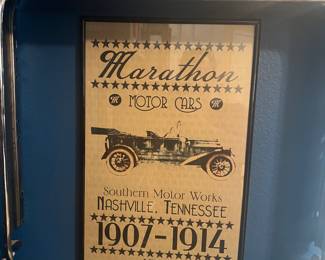 Marathon
M MOTOR CARS M
Southern Motor Works
NASHVILLE, TENNESSEE
1907-1914